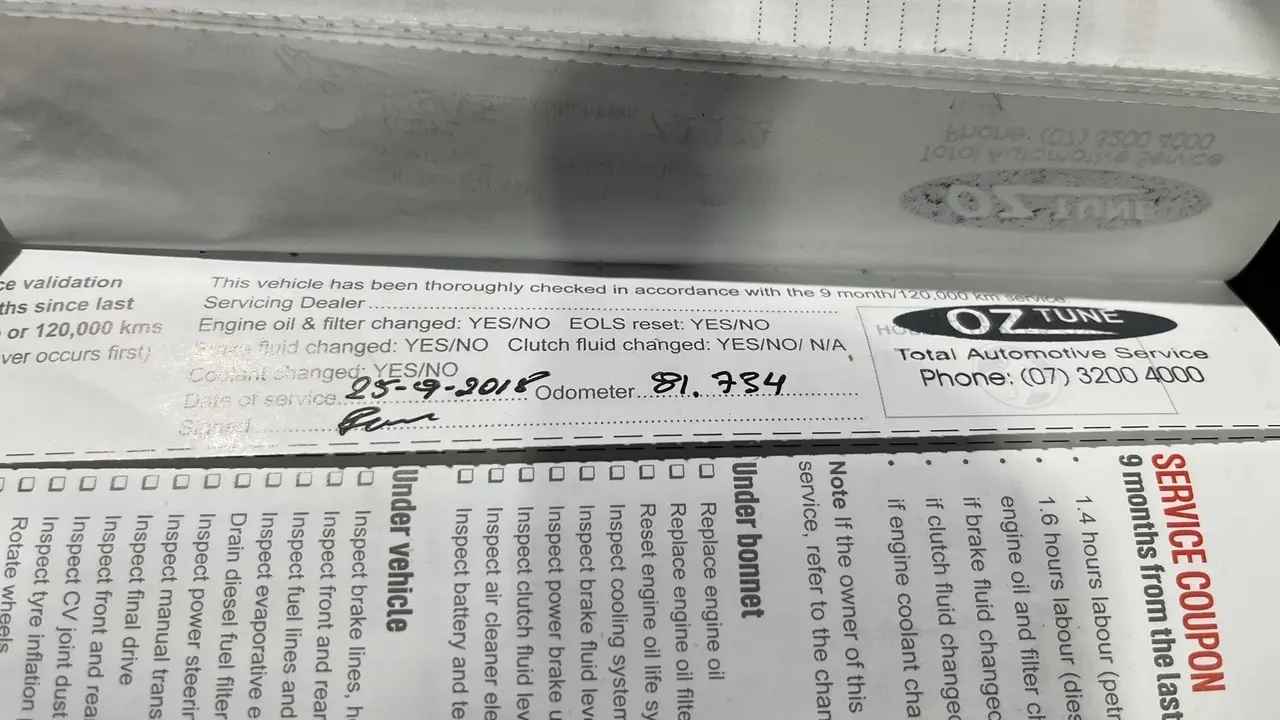 ce validation
ths since last
or 120,000 kms
ver occurs first)
This vehicle has been thoroughly checked in accordance with the 9 month/120,000 km service.
Servicing Dealer
Engine oil & filter changed: YES/NO EOLS reset: YES/NO
fluid changed: YES/NO Clutch fluid changed: YES/NO/ N/A
Coolant changed: YES/NO
Date of service 25-9-2018 Odometer 81.734
Signed
OZ TUNE
Total Automotive Service
Phone: (07) 3200 4000
OZ TUNE
Total Automotive Service
Phone: (07) 3200 4000
SERVICE COUPON
9 months from the last
1.4 hours labour (petr
1.6 hours labour (dies
engine oil and filter ch
if brake fluid changed
if clutch fluid changed
if engine coolant cha
Note If the owner of this
service, refer to the chan
Under bonnet
Replace engine oil
Replace engine oil filte
Reset engine oil life sy
Inspect cooling system
Inspect brake fluid leve
Inspect power brake u
Inspect clutch fluid leve
Inspect air cleaner ele
Inspect battery and te
Under vehicle
Inspect brake lines, h
Inspect front and rear
Inspect fuel lines and
Inspect evaporative e
Drain diesel fuel filter
Inspect power steerin
Inspect manual trans
Inspect final drive
Inspect front and rea
Inspect CV joint dust
Inspect tyre inflation
Rotate wheels